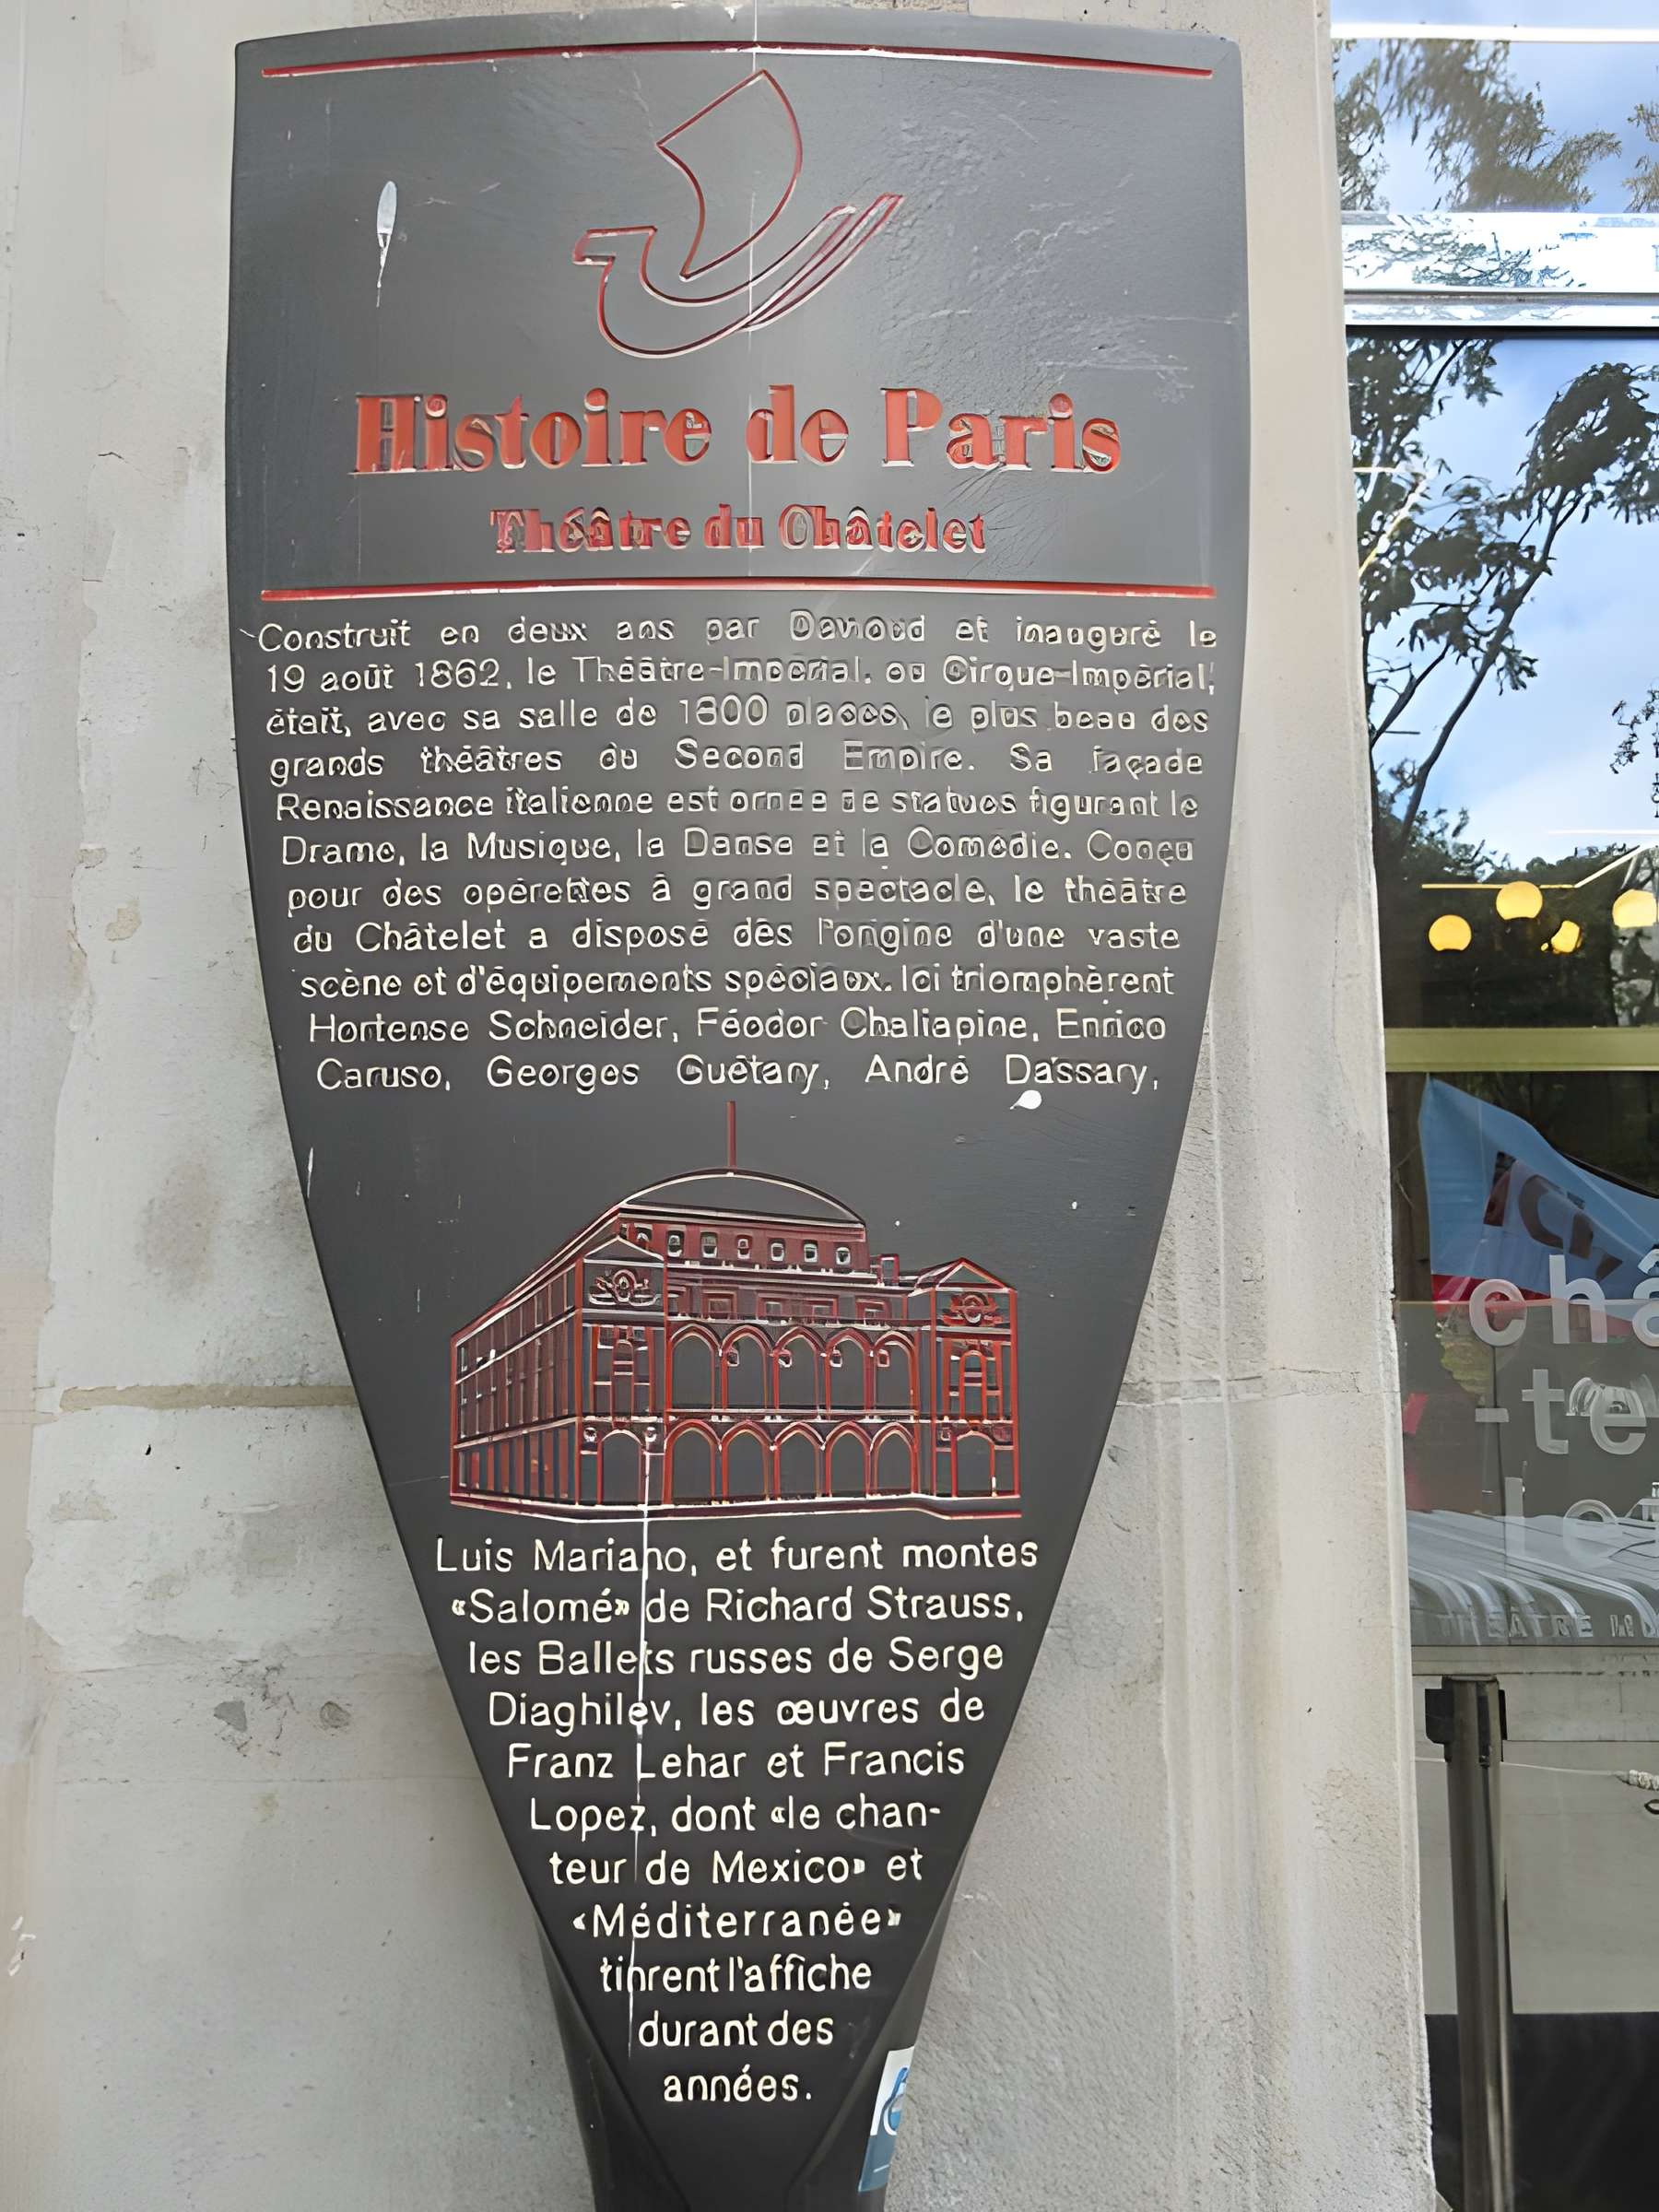 Histoire de Paris
Théâtre du Châtelet
Construit en deux ans par Davioud et inauguré le
19 août 1862, le Théâtre-Impérial, ou Cirque-Impérial,
était, avec sa salle de places, le plus beau des
grands théâtres du Second Empire. Sa façade
Renaissance italienne est ornée de statues figurant le
Drame, la Musique, la Danse et la Comédie. Conçu
pour des opérettes à grand spectacle, le théâtre
du Châtelet a disposé dès l'origine d'une vaste
scène et d'équipements spéciaux. Ici triomphèrent
Hortense Schneider, Féodor Chaliapine, Enrico
Caruso, Georges Guétary, André Dassary,
Luis Mariano, et furent montes
«Salomé» de Richard Strauss,
les Ballets russes de Serge
Diaghilev, les œuvres de
Franz Lehar et Francis
Lopez, dont «le chan-
teur de Mexico» et
«Méditerranée»
tinrent l'affiche
durant des
années.
châ
-te
le